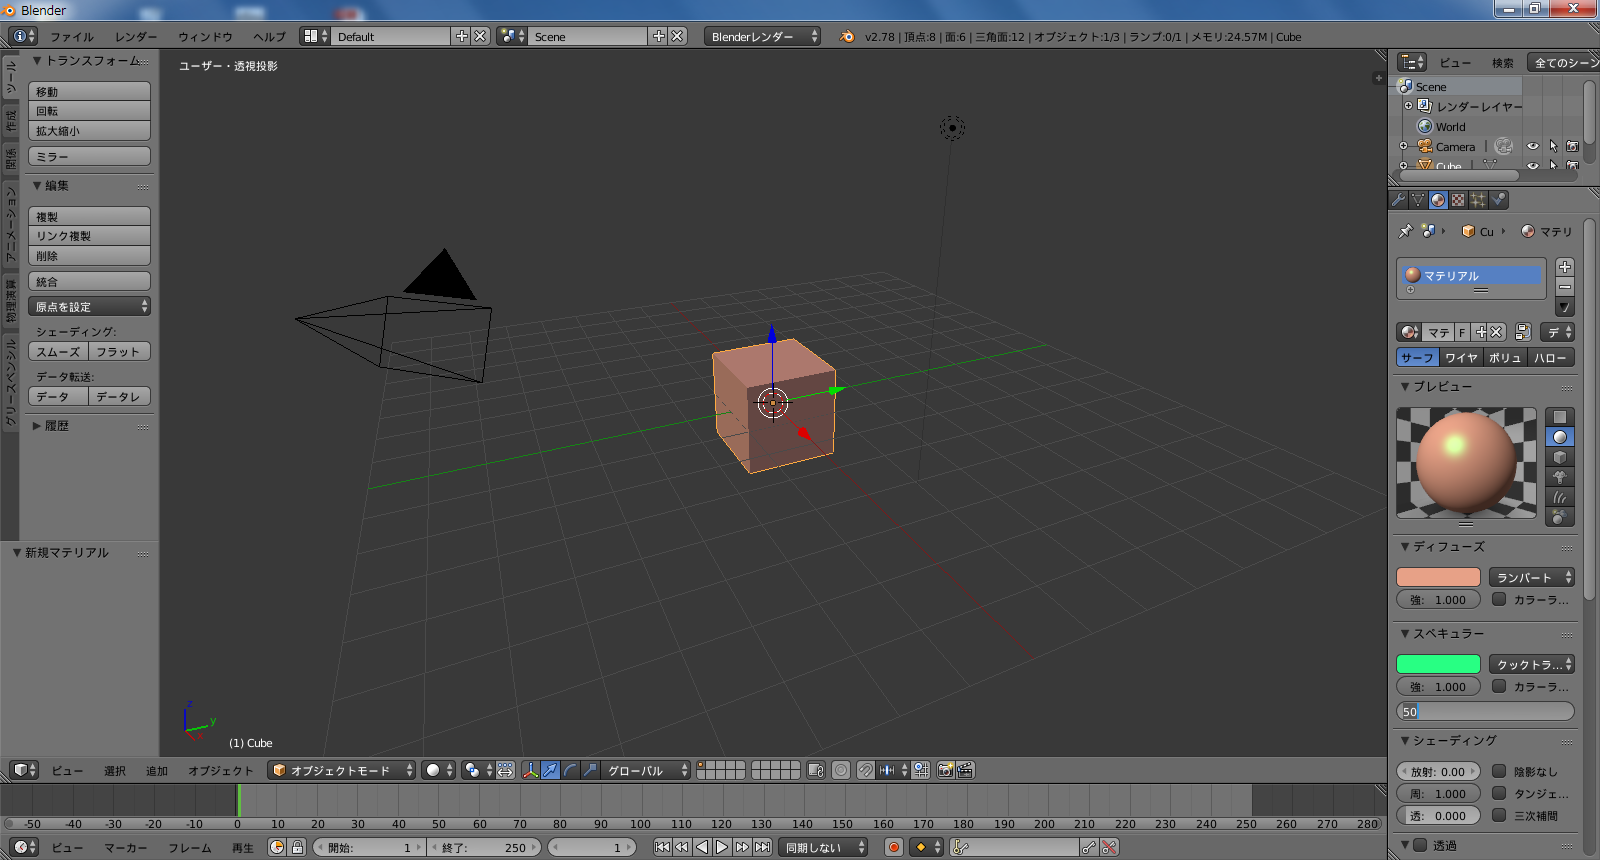 Blender
ファイル レンダー ウィンドウ ヘルプ Default Scene Blenderレンダー v2.78 | 頂点:8 | 面:6 | 三角面:12 | オブジェクト:1/3 | ランプ:0/1 | メモリ:24.57M | Cube
ツール
作成
関係
アニメーション
物理演算
グリースペンシル
トランスフォーム
移動
回転
拡大縮小
ミラー
編集
複製
リンク複製
削除
統合
原点を設定
シェーディング:
スムーズ フラット
データ転送:
データ データレ
履歴
新規マテリアル
ユーザー・透視投影
z
y
x
(1) Cube
ビュー 選択 追加 オブジェクト オブジェクトモード グローバル
ビュー 検索 全てのシーン
Scene
レンダーレイヤー
World
Camera
Cube
Cu マテリ
マテリアル
マテ F デ
サーフ ワイヤ ボリュ ハロー
プレビュー
ディフューズ
ランバート
強: 1.000 カラーラ...
スペキュラー
クックトラ...
強: 1.000 カラーラ...
50
シェーディング
放射: 0.00 陰影なし
周: 1.000 タンジェ...
透: 0.000 三次補間
透過
-50 -40 -30 -20 -10 0 10 20 30 40 50 60 70 80 90 100 110 120 130 140 150 160 170 180 190 200 210 220 230 240 250 260 270 280
ビュー マーカー フレーム 再生 開始: 1 終了: 250 1 同期しない